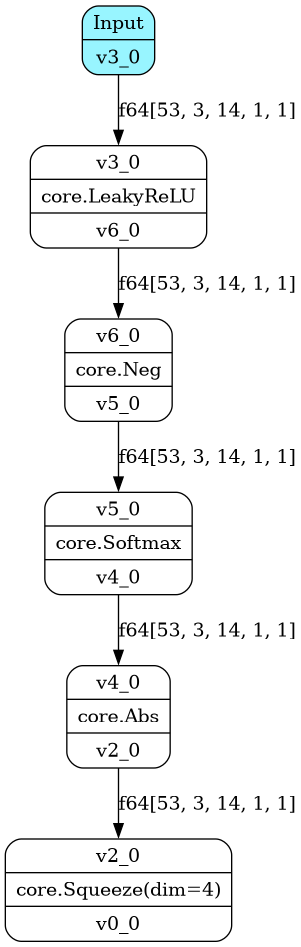 Input
v3_0
f64[53, 3, 14, 1, 1]
v3_0
core.LeakyReLU
v6_0
f64[53, 3, 14, 1, 1]
v6_0
core.Neg
v5_0
f64[53, 3, 14, 1, 1]
v5_0
core.Softmax
v4_0
f64[53, 3, 14, 1, 1]
v4_0
core.Abs
v2_0
f64[53, 3, 14, 1, 1]
v2_0
core.Squeeze(dim=4)
v0_0